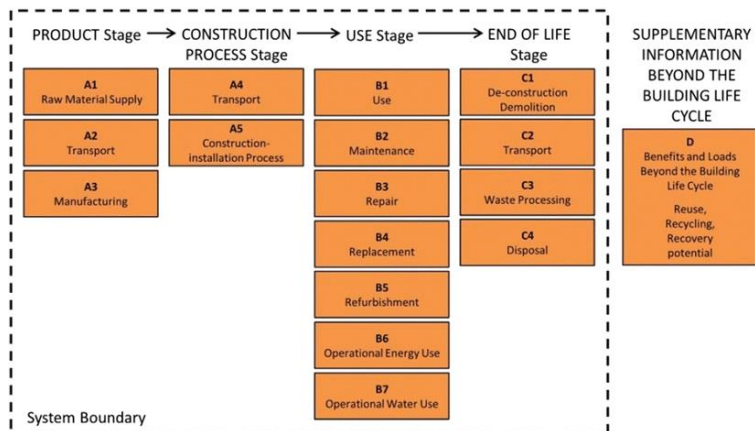 PRODUCT Stage
CONSTRUCTION
PROCESS Stage
USE Stage
END OF LIFE
Stage
SUPPLEMENTARY
INFORMATION
BEYOND THE
BUILDING LIFE
CYCLE
A1
Raw Material Supply
A2
Transport
A3
Manufacturing
A4
Transport
A5
Construction-
installation Process
B1
Use
B2
Maintenance
B3
Repair
B4
Replacement
B5
Refurbishment
B6
Operational Energy Use
B7
Operational Water Use
C1
De-construction
Demolition
C2
Transport
C3
Waste Processing
C4
Disposal
D
Benefits and Loads
Beyond the Building
Life Cycle
Reuse,
Recycling,
Recovery
potential
System Boundary